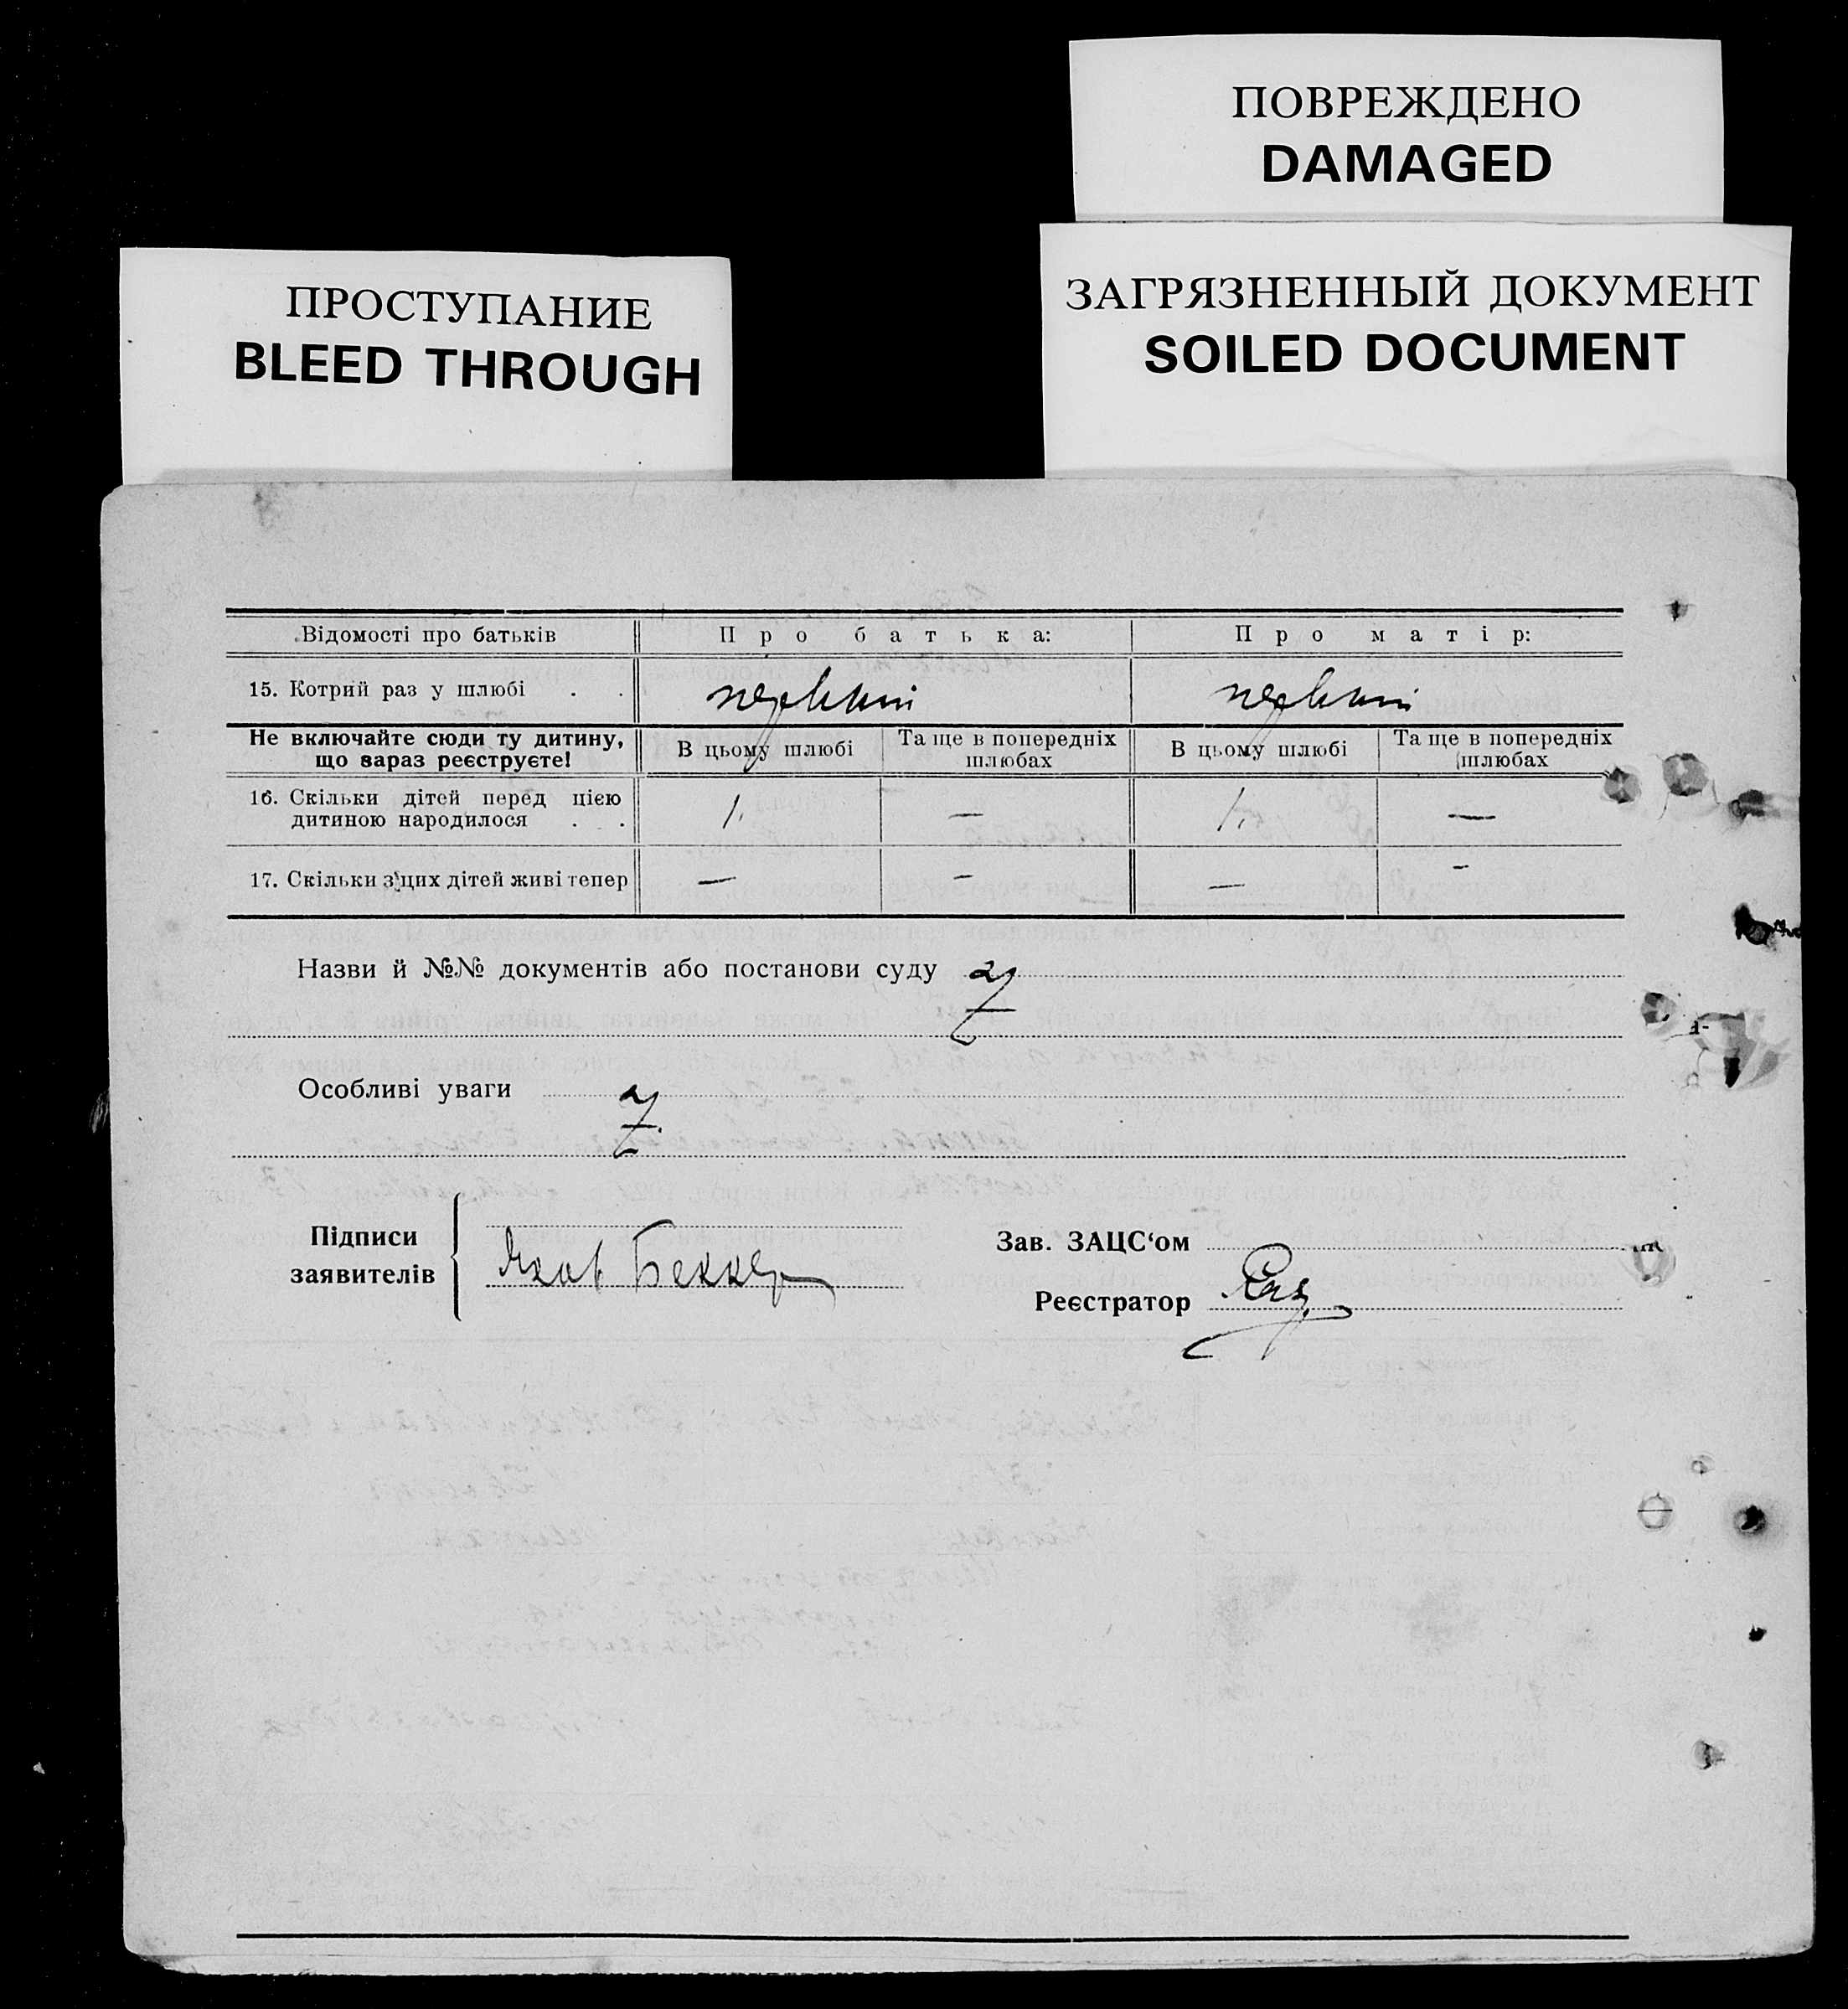 ПОВРЕЖДЕНО
DAMAGED
ПРОСТУПАНИЕ
BLEED THROUGH
ЗАГРЯЗНЕННЫЙ ДОКУМЕНТ
SOILED DOCUMENT
Відомості про батьків Про батька: Про матір:
15. Котрий раз у шлюбі . . перший перший
Не включайте сюди ту дитину, що зараз реєструєте! В цьому шлюбі Та ще в попередніх шлюбах В цьому шлюбі Та ще в попередніх шлюбах
16. Скільки дітей перед цією дитиною народилося . . 1. — 1. —
17. Скільки з'цих дітей живі тепер — — — —
Назви й №№ документів або постанови суду
Особливі уваги
Підписи заявителів
Яков Беккер
Зав. ЗАЦС‘ом
Реєстратор